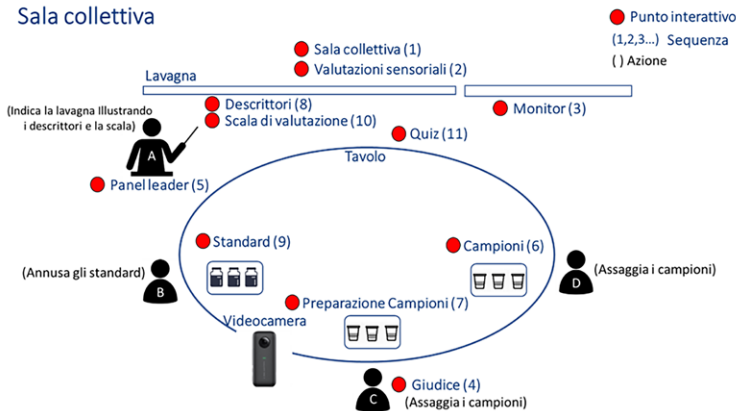 Sala collettiva
Punto interattivo
(1,2,3...) Sequenza
( ) Azione
Sala collettiva (1)
Valutazioni sensoriali (2)
Lavagna
Monitor (3)
(Indica la lavagna Illustrando
i descrittori e la scala)
Descrittori (8)
Scala di valutazione (10)
Quiz (11)
Tavolo
A
Panel leader (5)
Standard (9)
Campioni (6)
(Annusa gli standard)
B
D
(Assaggia i campioni)
Preparazione Campioni (7)
Videocamera
C
Giudice (4)
(Assaggia i campioni)